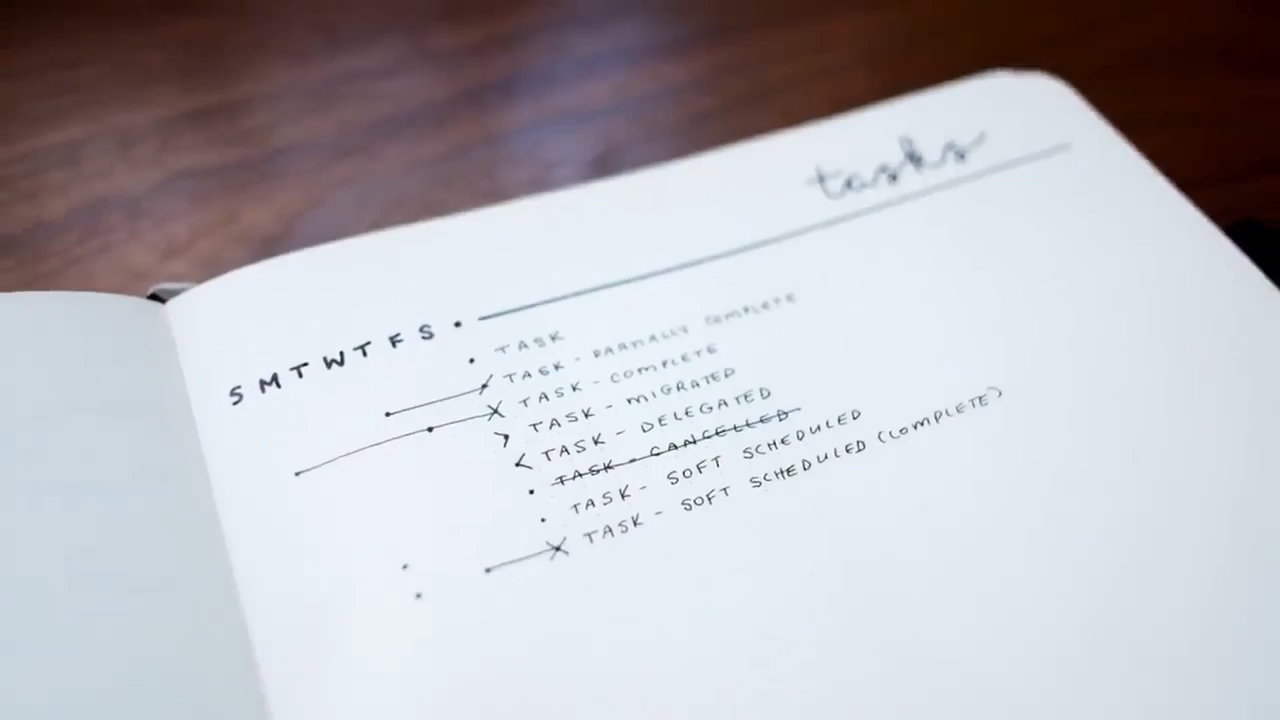 tasks
S M T W T F S •
• TASK
/ TASK - PARTIALLY COMPLETE
X TASK - COMPLETE
> TASK - MIGRATED
< TASK - DELEGATED
• TASK - CANCELLED
• TASK - SOFT SCHEDULED
X TASK - SOFT SCHEDULED (COMPLETE)